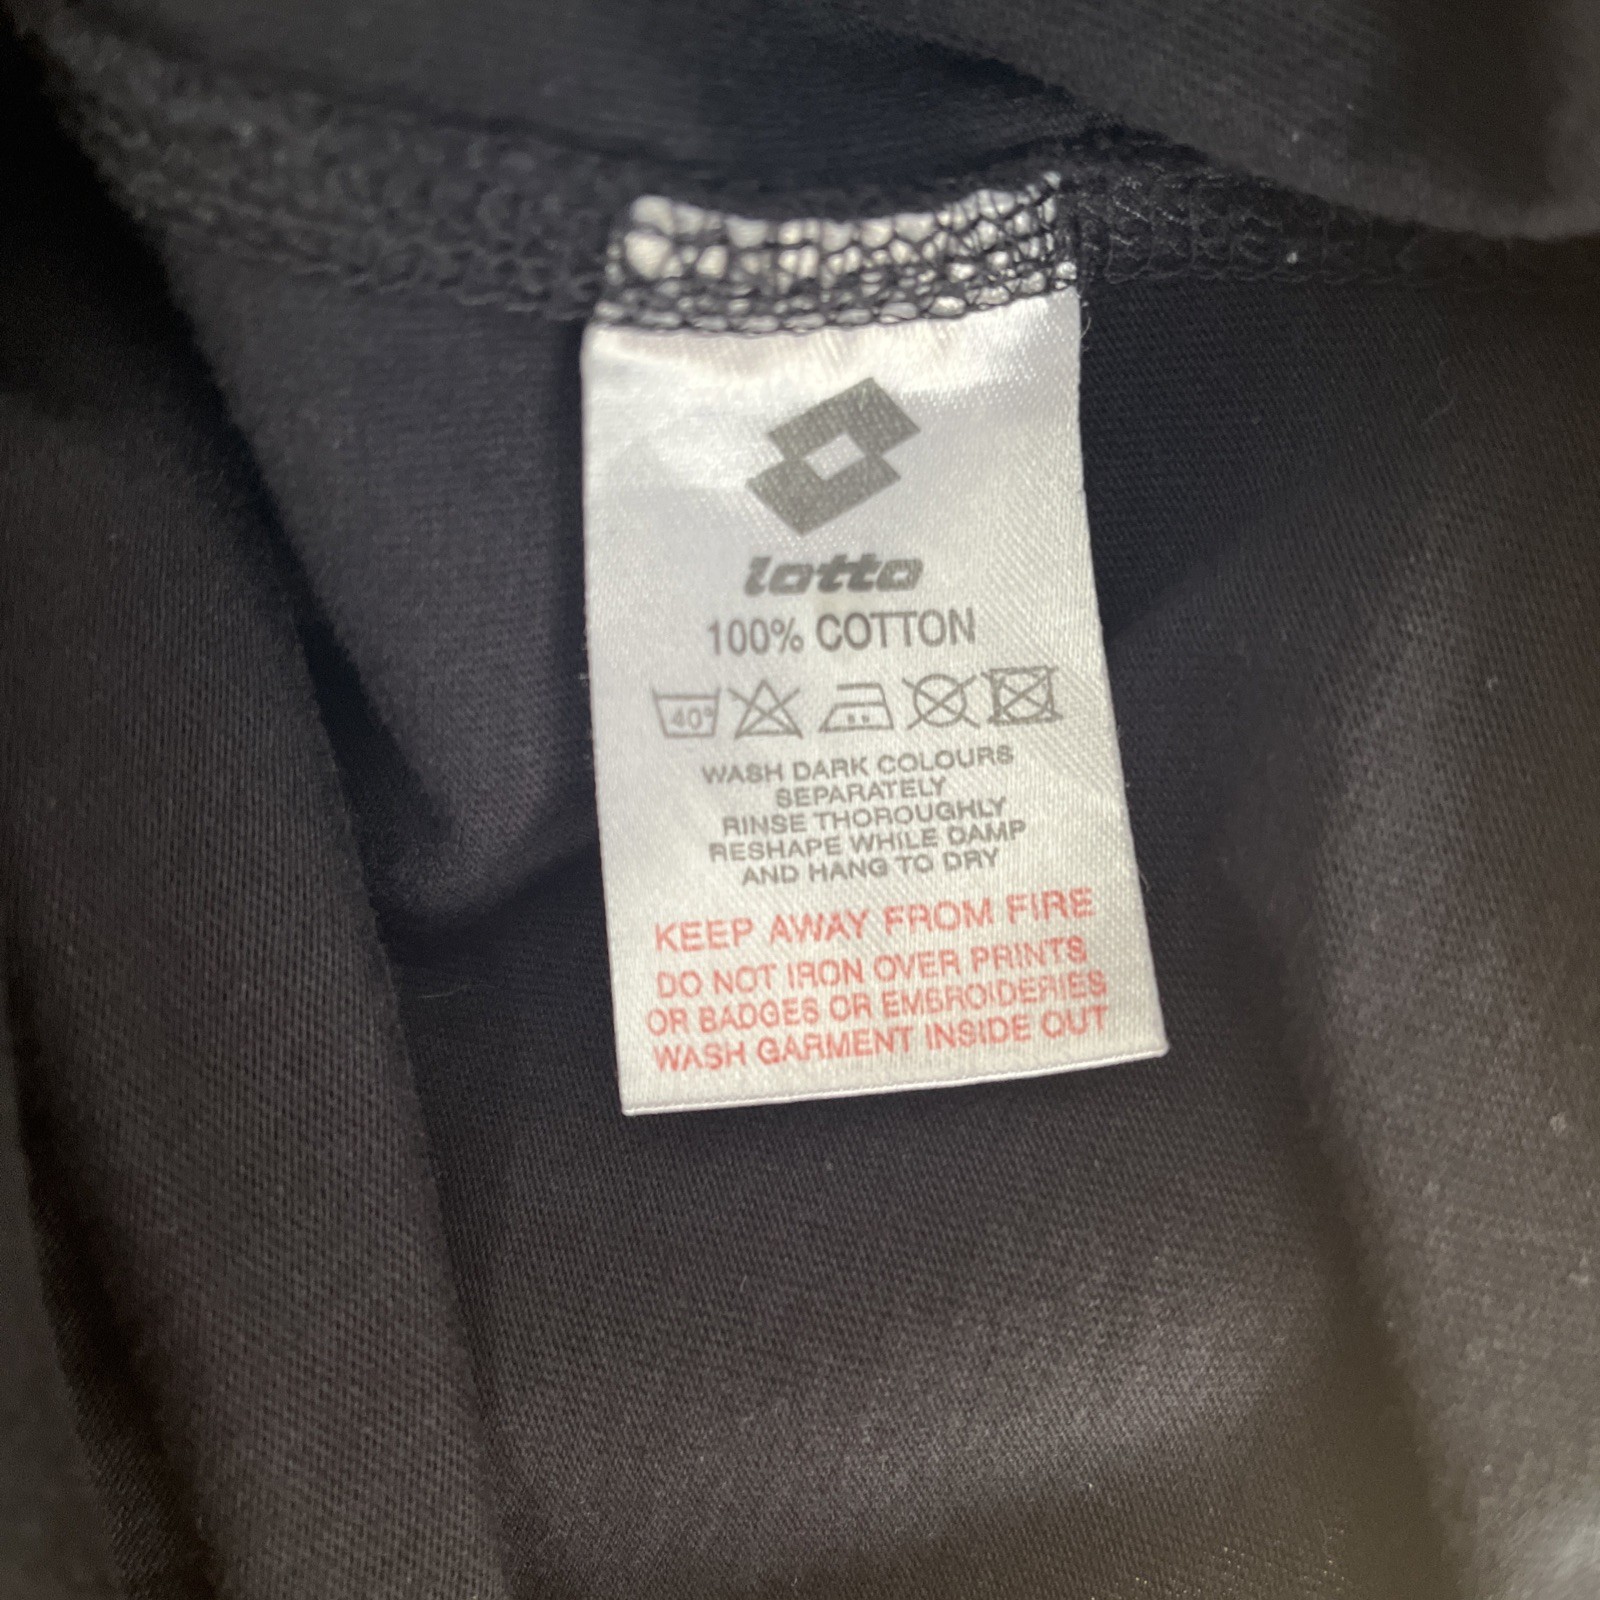 lotto
100% COTTON
40°
WASH DARK COLOURS
SEPARATELY
RINSE THOROUGHLY
RESHAPE WHILE DAMP
AND HANG TO DRY
KEEP AWAY FROM FIRE
DO NOT IRON OVER PRINTS
OR BADGES OR EMBROIDERIES
WASH GARMENT INSIDE OUT